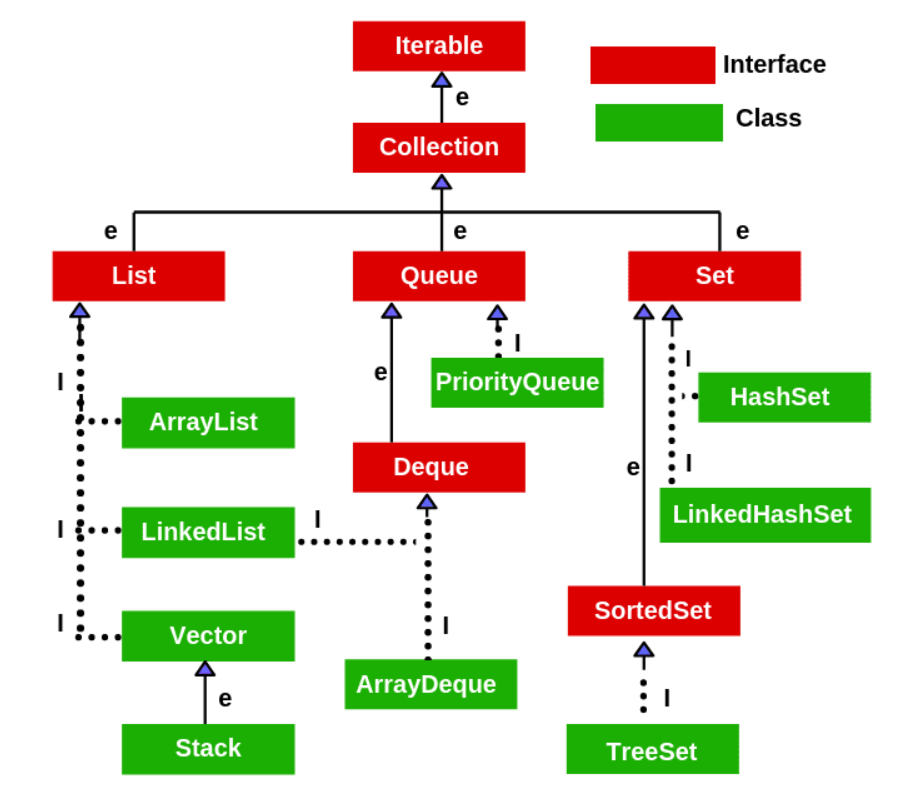 Iterable
Interface
e
Class
Collection
e
e
e
List
Queue
Set
I
e
I
PriorityQueue
I
HashSet
ArrayList
Deque
e
I
LinkedHashSet
I
LinkedList
I
SortedSet
I
Vector
I
ArrayDeque
e
I
Stack
TreeSet